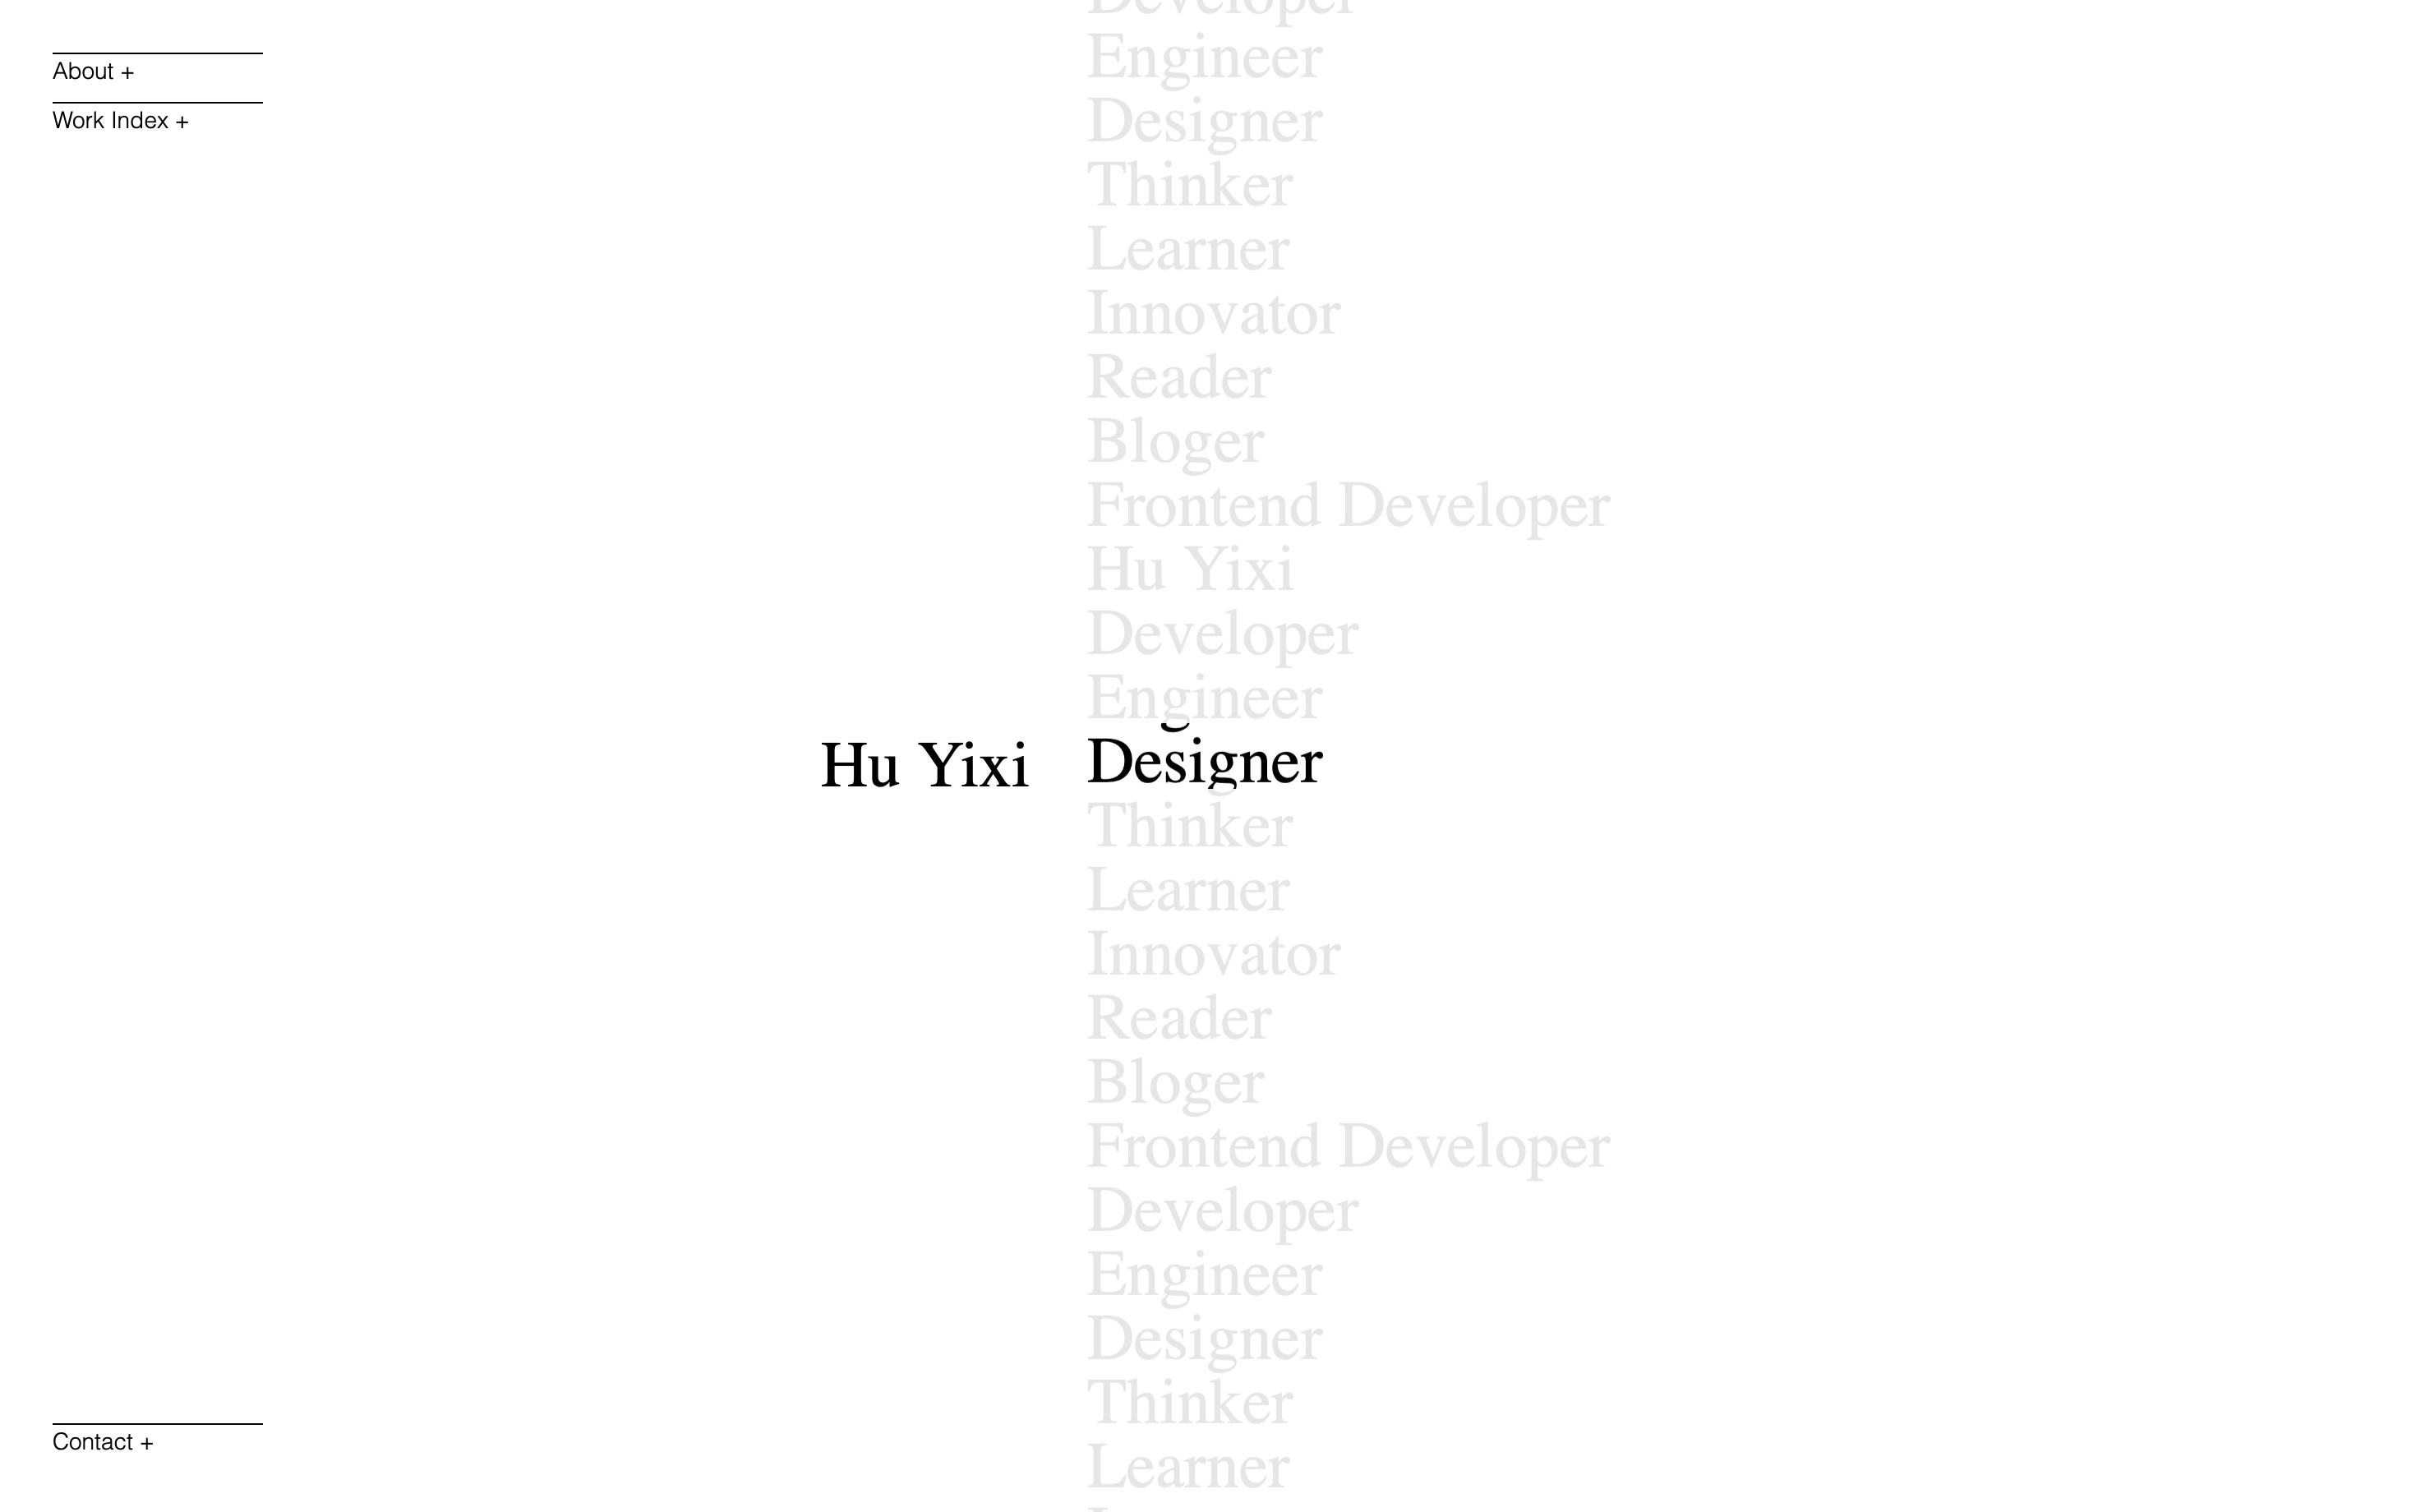 About +
Work Index +
Developer
Engineer
Designer
Thinker
Learner
Innovator
Reader
Bloger
Frontend Developer
Hu Yixi
Developer
Engineer
Hu Yixi Designer
Thinker
Learner
Innovator
Reader
Bloger
Frontend Developer
Developer
Engineer
Designer
Thinker
Learner
Contact +